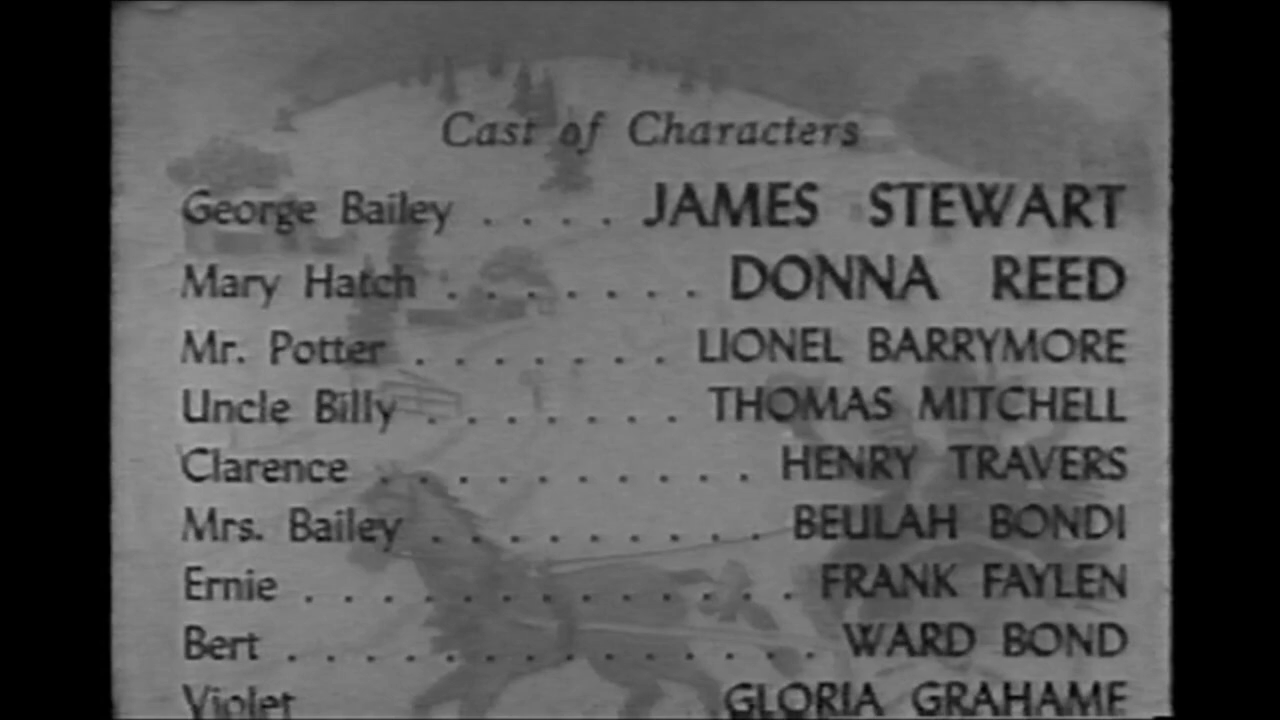 Cast of Characters
George Bailey . . . . JAMES STEWART
Mary Hatch . . . . . . . DONNA REED
Mr. Potter . . . . . . . LIONEL BARRYMORE
Uncle Billy . . . . . . . THOMAS MITCHELL
Clarence . . . . . . . . . . HENRY TRAVERS
Mrs. Bailey . . . . . . . . . BEULAH BONDI
Ernie . . . . . . . . . . . . . FRANK FAYLEN
Bert . . . . . . . . . . . . . WARD BOND
Violet GLORIA GRAHAME